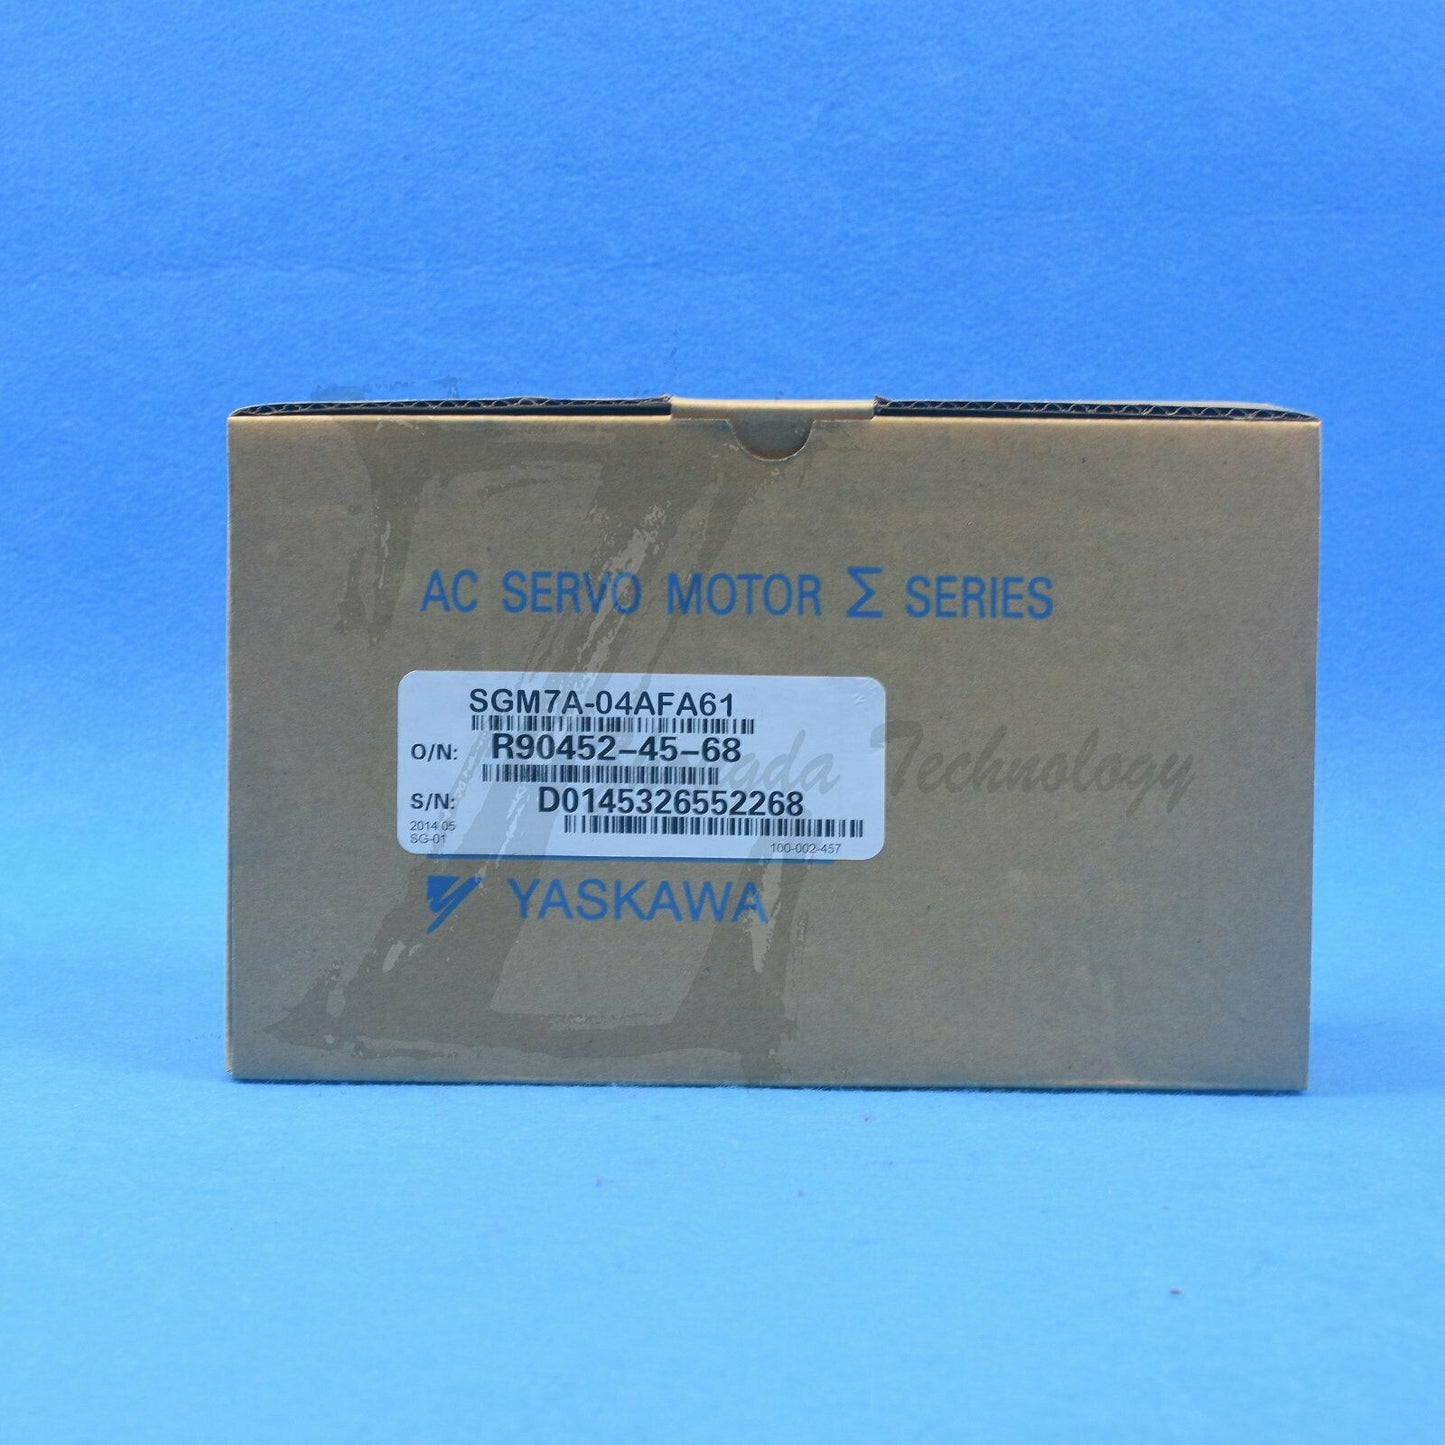 AC SERVO MOTOR Σ SERIES
SGM7A-04AFA61
O/N: R90452-45-68
S/N: D0145326552268
2014 05
SG-01
100-002-457
YASKAWA
Technology